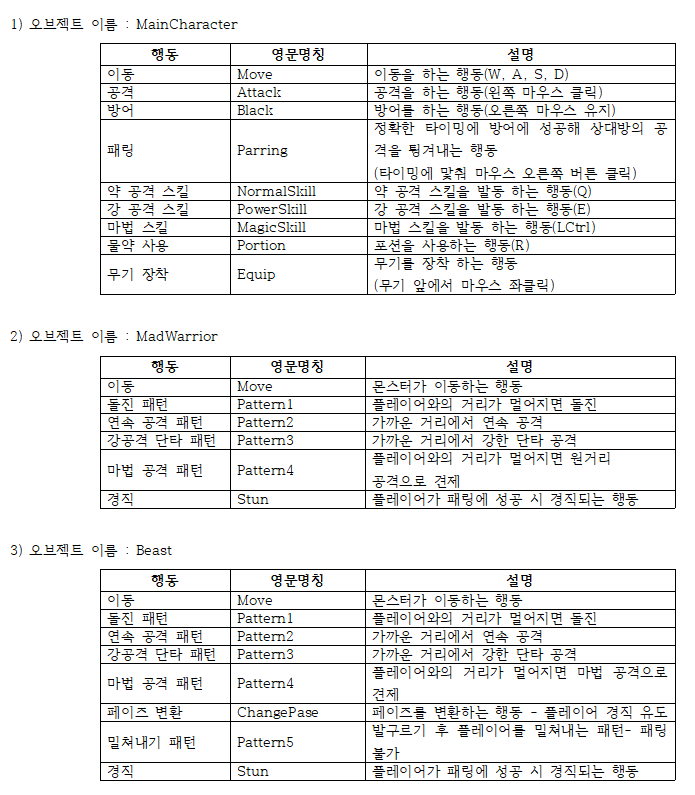 1) 오브젝트 이름 : MainCharacter
행동 영문명칭 설명
이동 Move 이동을 하는 행동(W, A, S, D)
공격 Attack 공격을 하는 행동(왼쪽 마우스 클릭)
방어 Black 방어를 하는 행동(오른쪽 마우스 유지)
패링 Parring 정확한 타이밍에 방어에 성공해 상대방의 공
격을 튕겨내는 행동
(타이밍에 맞춰 마우스 오른쪽 버튼 클릭)
약 공격 스킬 NormalSkill 약 공격 스킬을 발동 하는 행동(Q)
강 공격 스킬 PowerSkill 강 공격 스킬을 발동 하는 행동(E)
마법 스킬 MagicSkill 마법 스킬을 발동 하는 행동(LCtrl)
물약 사용 Portion 포션을 사용하는 행동(R)
무기 장착 Equip 무기를 장착 하는 행동
(무기 앞에서 마우스 좌클릭)
2) 오브젝트 이름 : MadWarrior
행동 영문명칭 설명
이동 Move 몬스터가 이동하는 행동
돌진 패턴 Pattern1 플레이어와의 거리가 멀어지면 돌진
연속 공격 패턴 Pattern2 가까운 거리에서 연속 공격
강공격 단타 패턴 Pattern3 가까운 거리에서 강한 단타 공격
마법 공격 패턴 Pattern4 플레이어와의 거리가 멀어지면 원거리
공격으로 견제
경직 Stun 플레이어가 패링에 성공 시 경직되는 행동
3) 오브젝트 이름 : Beast
행동 영문명칭 설명
이동 Move 몬스터가 이동하는 행동
돌진 패턴 Pattern1 플레이어와의 거리가 멀어지면 돌진
연속 공격 패턴 Pattern2 가까운 거리에서 연속 공격
강공격 단타 패턴 Pattern3 가까운 거리에서 강한 단타 공격
마법 공격 패턴 Pattern4 플레이어와의 거리가 멀어지면 마법 공격으로
견제
페이즈 변환 ChangePase 페이즈를 변환하는 행동 - 플레이어 경직 유도
밀쳐내기 패턴 Pattern5 발구르기 후 플레이어를 밀쳐내는 패턴- 패링
불가
경직 Stun 플레이어가 패링에 성공 시 경직되는 행동